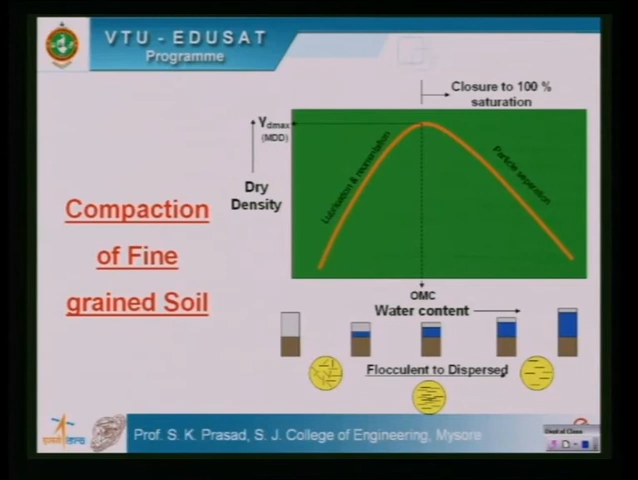 VTU - EDUSAT
Programme
Closure to 100 %
saturation
γdmax
(MDD)
Lubrication & reorientation
Particle separation
Dry
Density
Compaction
of Fine
grained Soil
OMC
Water content
Flocculent to Dispersed
Prof. S. K. Prasad, S. J. College of Engineering, Mysore